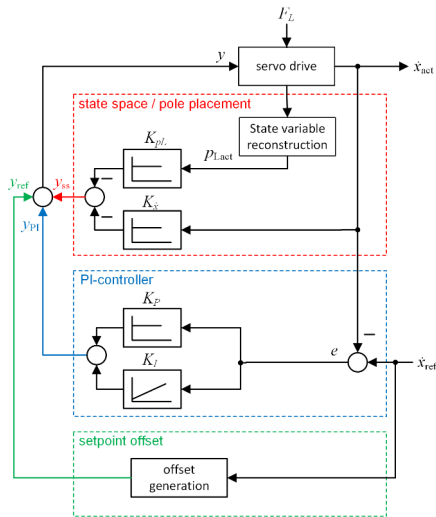 F_L
y
servo drive
ẋ_act
state space / pole placement
K_pL
State variable
reconstruction
p_Lact
y_ref
y_ss
K_ẋ
y_PI
PI-controller
K_P
e
ẋ_ref
K_I
setpoint offset
offset
generation